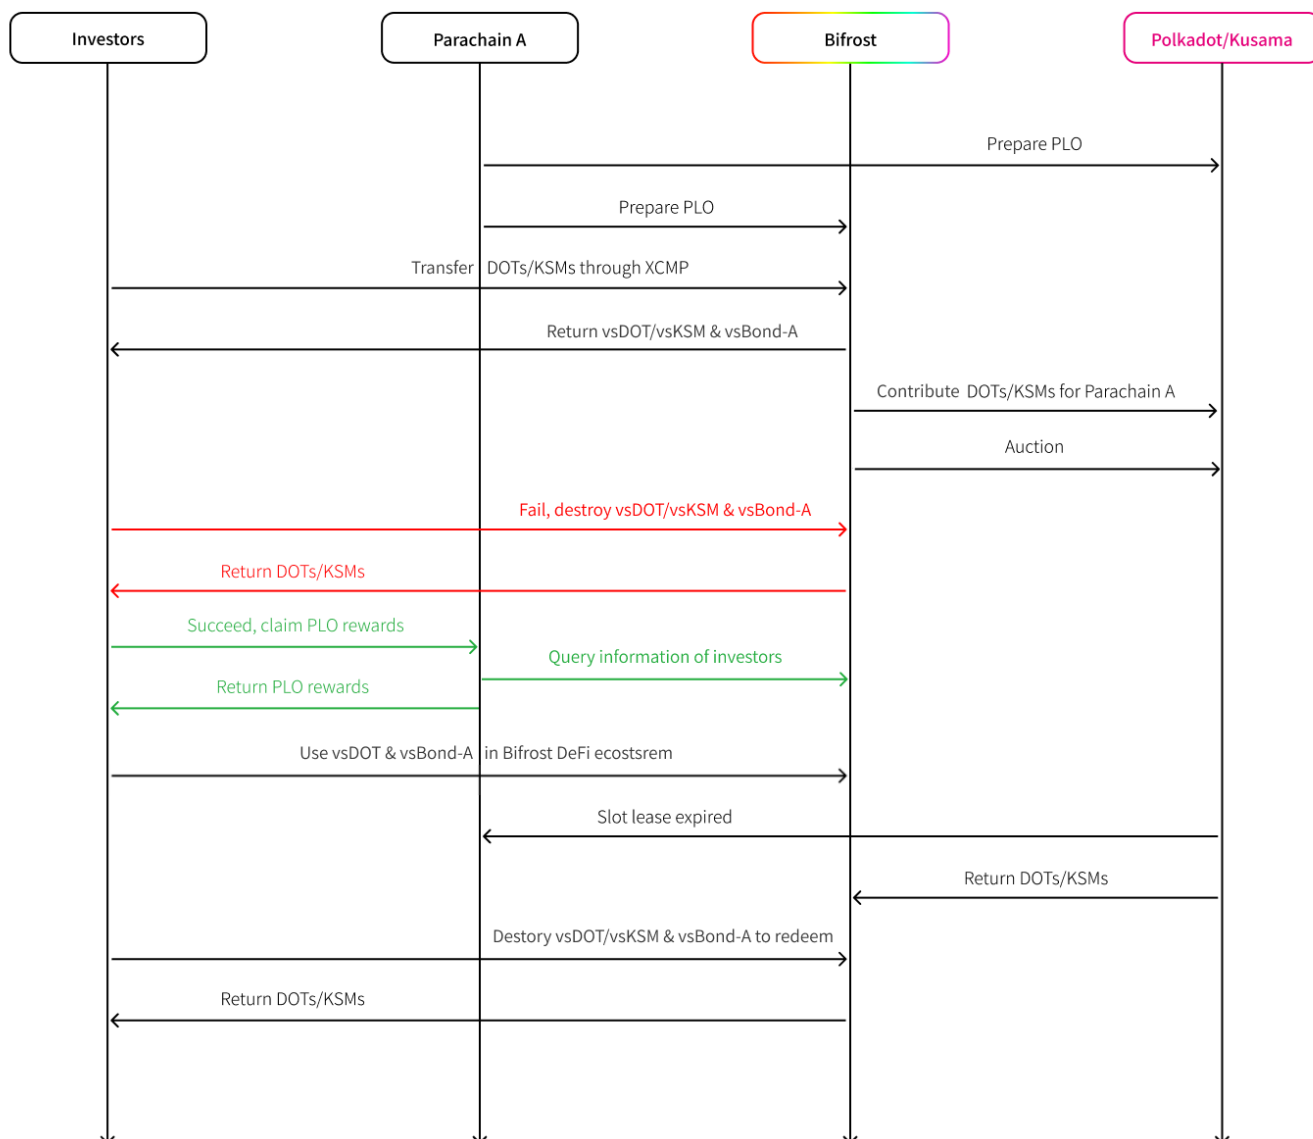 Investors
Parachain A
Bifrost
Polkadot/Kusama
Prepare PLO
Prepare PLO
Transfer DOTs/KSMs through XCMP
Return vsDOT/vsKSM & vsBond-A
Contribute DOTs/KSMs for Parachain A
Auction
Fail, destroy vsDOT/vsKSM & vsBond-A
Return DOTs/KSMs
Succeed, claim PLO rewards
Query information of investors
Return PLO rewards
Use vsDOT & vsBond-A in Bifrost DeFi ecostsrem
Slot lease expired
Return DOTs/KSMs
Destory vsDOT/vsKSM & vsBond-A to redeem
Return DOTs/KSMs